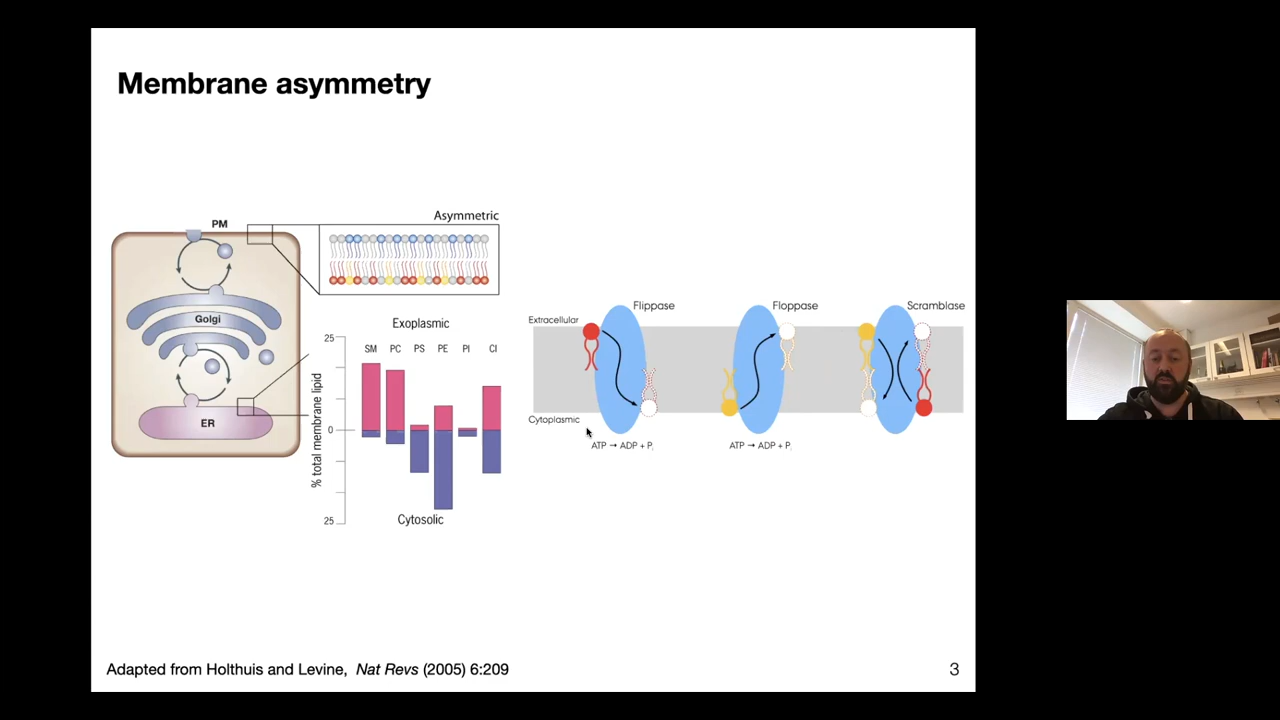 Membrane asymmetry
PM
Asymmetric
Golgi
ER
Exoplasmic
25
SM PC PS PE PI Cl
% total membrane lipid
0
25
Cytosolic
Flippase
Floppase
Scramblase
Extracellular
Cytoplasmic
ATP → ADP + Pi
ATP → ADP + Pi
Adapted from Holthuis and Levine, Nat Revs (2005) 6:209
3